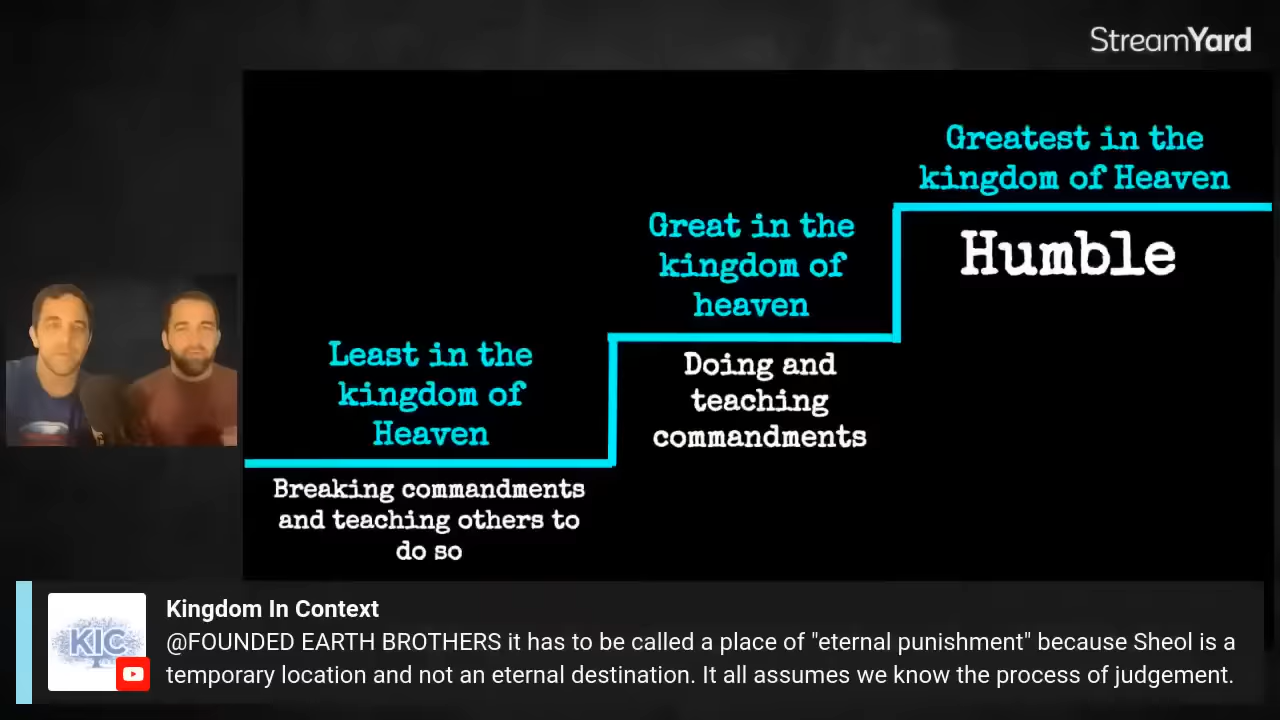 StreamYard
Greatest in the
kingdom of Heaven
Humble
Great in the
kingdom of
heaven
Doing and
teaching
commandments
Least in the
kingdom of
Heaven
Breaking commandments
and teaching others to
do so
KIC
Kingdom In Context
@FOUNDED EARTH BROTHERS it has to be called a place of "eternal punishment" because Sheol is a
temporary location and not an eternal destination. It all assumes we know the process of judgement.